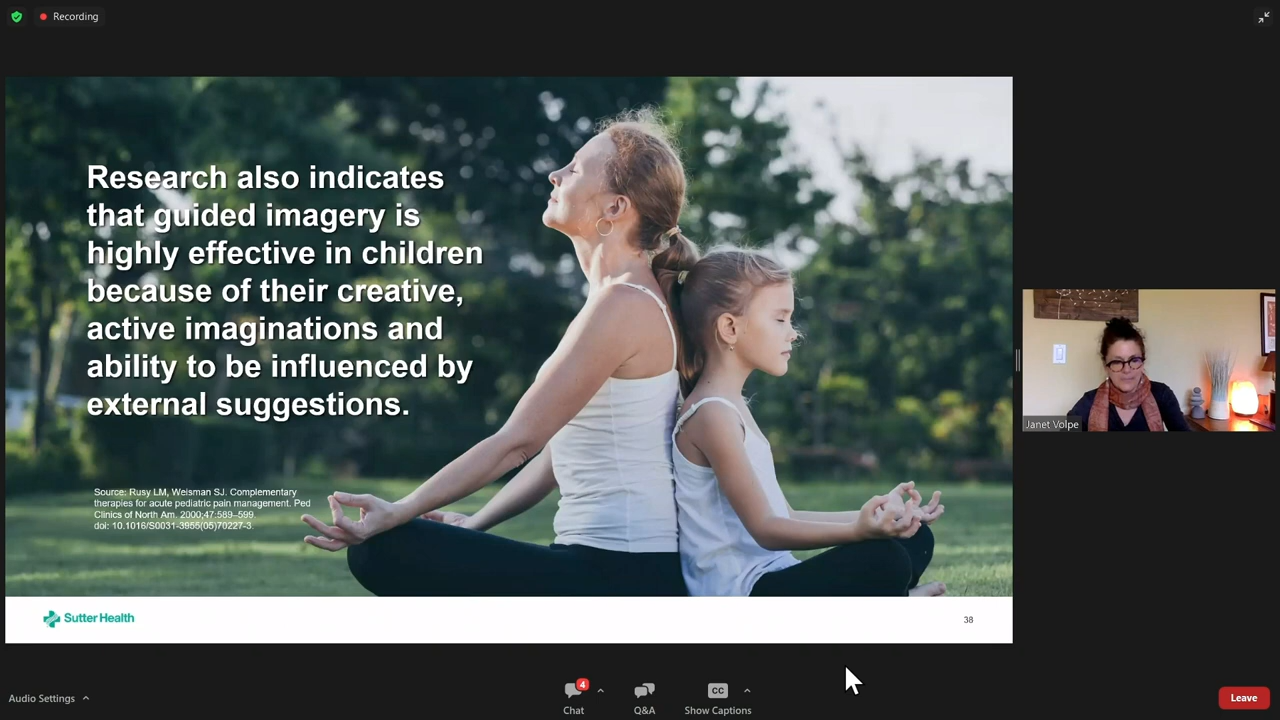 Recording
Research also indicates
that guided imagery is
highly effective in children
because of their creative,
active imaginations and
ability to be influenced by
external suggestions.
Source: Rusy LM, Weisman SJ. Complementary
therapies for acute pediatric pain management. Ped
Clinics of North Am. 2000;47:589–599.
doi: 10.1016/S0031-3955(05)70227-3.
Sutter Health
38
Janet Volpe
Audio Settings
4
Chat
Q&A
CC
Show Captions
Leave